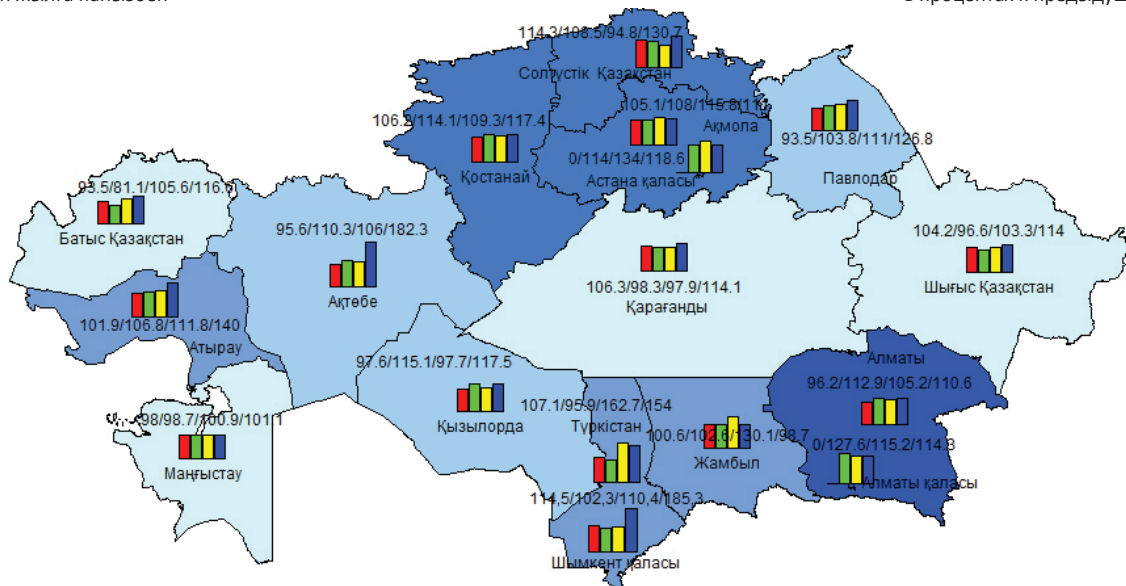 114.3/108.5/94.8/130.7
Солтүстік Қазақстан
105.1/108/115.8/
Ақмола
106.2/114.1/109.3/117.4
Қостанай
0/114/134/118.6
Астана қаласы
93.5/103.8/111/126.8
Павлодар
93.5/81.1/105.6/116.6
Батыс Қазақстан
95.6/110.3/106/182.3
Ақтөбе
104.2/96.6/103.3/114
Шығыс Қазақстан
106.3/98.3/97.9/114.1
Қарағанды
101.9/106.8/111.8/140
Атырау
97.6/115.1/97.7/117.5
Қызылорда
Алматы
96.2/112.9/105.2/110.6
107.1/95.9/162.7/154
Түркістан
98/98.7/100.9/101.1
Маңғыстау
100.6/102.6/130.1/98.7
Жамбыл
0/127.6/115.2/114.3
Алматы қаласы
114,5/102,3/110,4/185,3
Шымкент қаласы